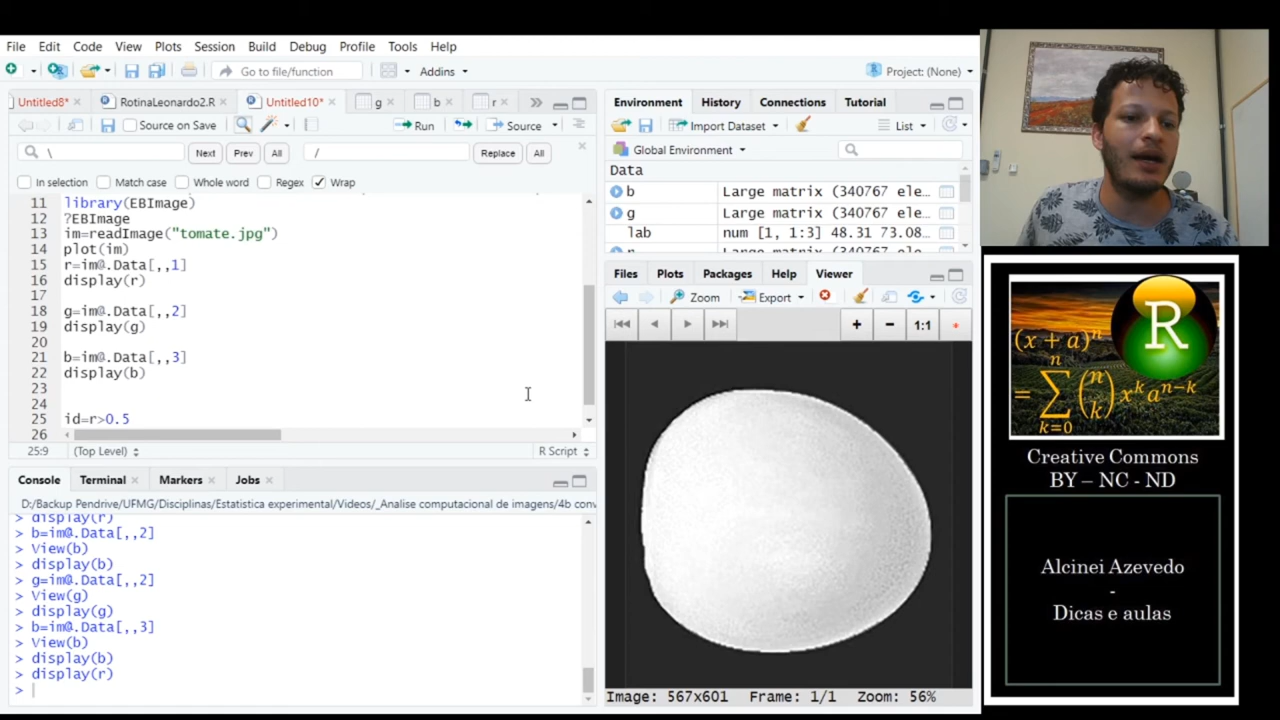 File Edit Code View Plots Session Build Debug Profile Tools Help
Go to file/function Addins Project: (None)
Untitled8* RotinaLeonardo2.R Untitled10* g b r
Source on Save Run Source
\ Next Prev All / Replace All
In selection Match case Whole word Regex Wrap
11 library(EBImage)
12 ?EBImage
13 im=readImage("tomate.jpg")
14 plot(im)
15 r=im@.Data[,,1]
16 display(r)
17
18 g=im@.Data[,,2]
19 display(g)
20
21 b=im@.Data[,,3]
22 display(b)
23
24
25 id=r>0.5
26
25:9 (Top Level) R Script
Console Terminal Markers Jobs
D:/Backup Pendrive/UFMG/Disciplinas/Estatistica experimental/Videos/_Analise computacional de imagens/4b conv
> display(r)
> b=im@.Data[,,2]
> View(b)
> display(b)
> g=im@.Data[,,2]
> View(g)
> display(g)
> b=im@.Data[,,3]
> View(b)
> display(b)
> display(r)
>
Environment History Connections Tutorial
Import Dataset List
Global Environment
Data
b Large matrix (340767 ele…
g Large matrix (340767 ele…
lab num [1, 1:3] 48.31 73.08…
Files Plots Packages Help Viewer
Zoom Export
1:1
Image: 567x601 Frame: 1/1 Zoom: 56%
(x + a)^n
= ∑ k=0 n (n k) x^k a^n−k
R
Creative Commons
BY – NC - ND
Alcinei Azevedo
-
Dicas e aulas